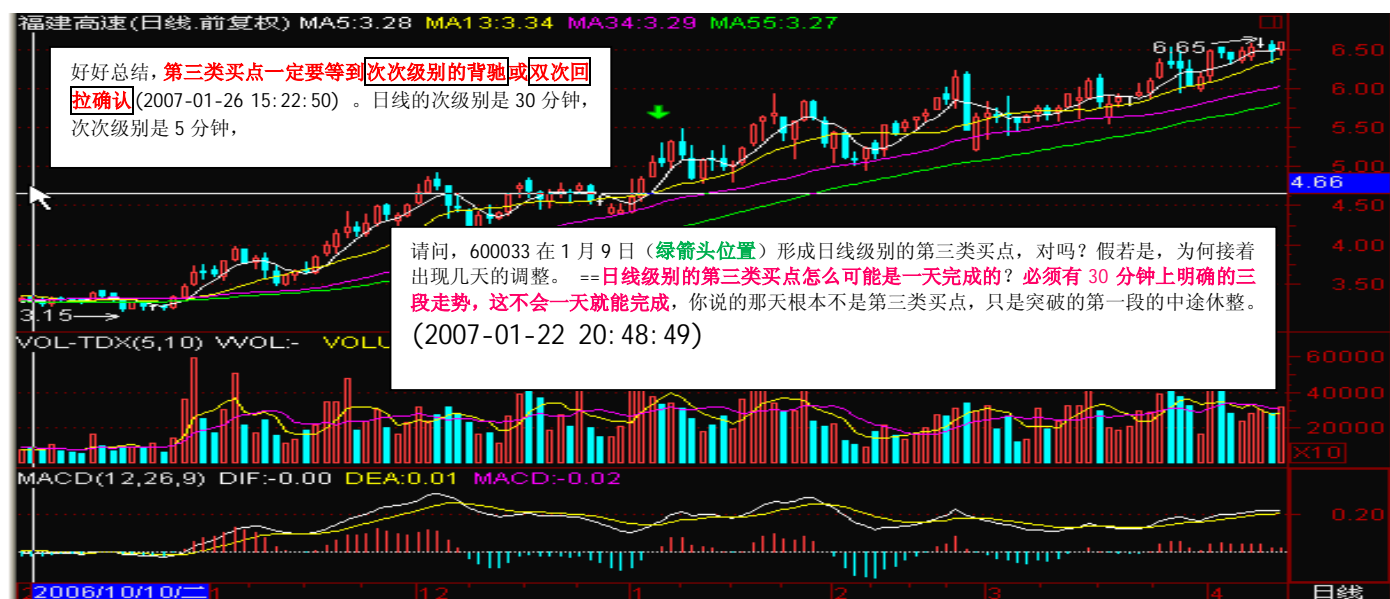 福建高速(日线.前复权) MA5:3.28 MA13:3.34 MA34:3.29 MA55:3.27
6.65
6.50
好好总结，第三类买点一定要等到次次级别的背驰或双次回
拉确认(2007-01-26 15:22:50) 。日线的次级别是 30 分钟，
次次级别是 5 分钟，
6.00
5.50
5.00
4.66
4.50
请问，600033 在 1 月 9 日（绿箭头位置）形成日线级别的第三类买点，对吗？假若是，为何接着
出现几天的调整。 ==日线级别的第三类买点怎么可能是一天完成的？必须有 30 分钟上明确的三
段走势，这不会一天就能完成，你说的那天根本不是第三类买点，只是突破的第一段的中途休整。
(2007-01-22 20:48:49)
4.00
3.50
3.15
VOL-TDX(5,10) VVOL:- VOLU
60000
40000
20000
X10
MACD(12,26,9) DIF:-0.00 DEA:0.01 MACD:-0.02
0.20
2006/10/10/二 1 12 1 2 3 4 日线